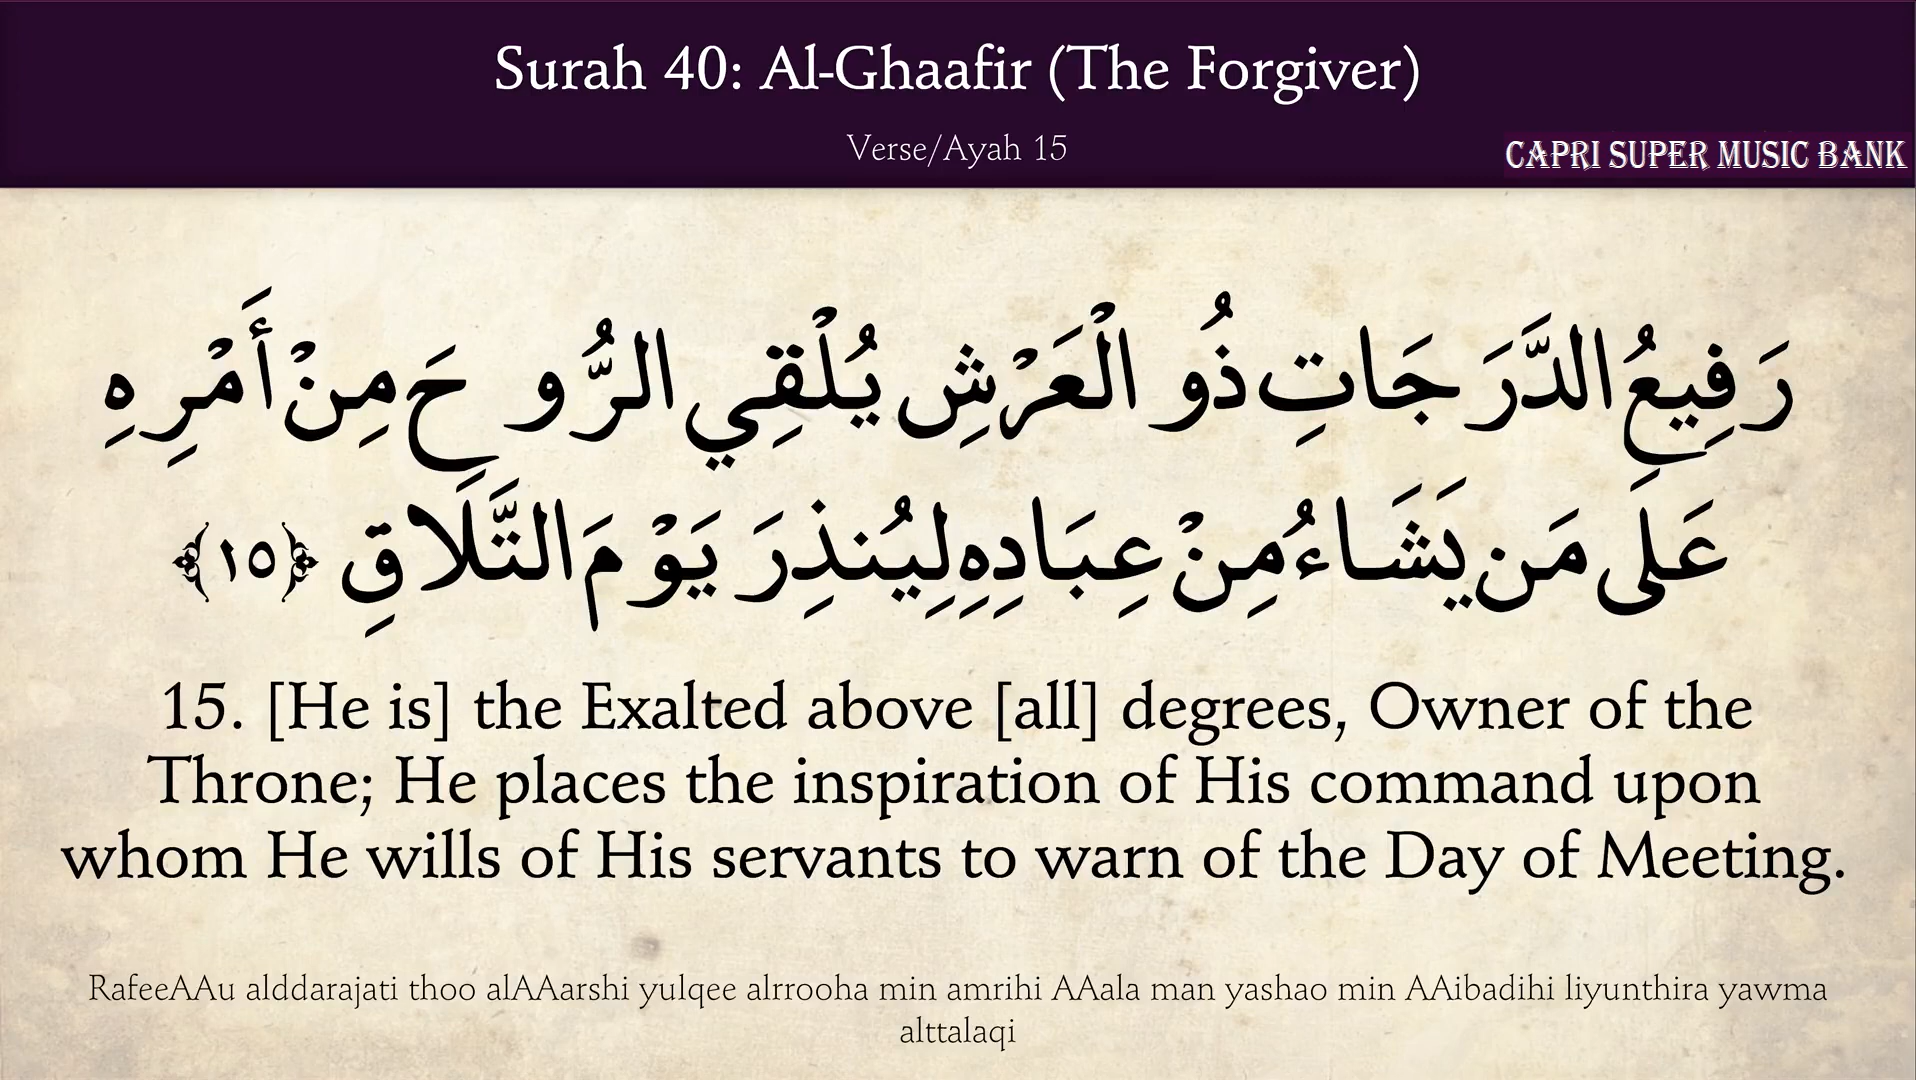 Surah 40: Al-Ghaafir (The Forgiver)
Verse/Ayah 15
CAPRI SUPER MUSIC BANK
رَفِيعُ الدَّرَجَاتِ ذُو الْعَرْشِ يُلْقِي الرُّوحَ مِنْ أَمْرِهِ
عَلَى مَن يَشَاءُ مِنْ عِبَادِهِ لِيُنذِرَ يَوْمَ التَّلَاقِ ﴿١٥﴾
15. [He is] the Exalted above [all] degrees, Owner of the
Throne; He places the inspiration of His command upon
whom He wills of His servants to warn of the Day of Meeting.
RafeeAAu alddarajati thoo alAAarshi yulqee alrrooha min amrihi AAala man yashao min AAibadihi liyunthira yawma
alttalaqi